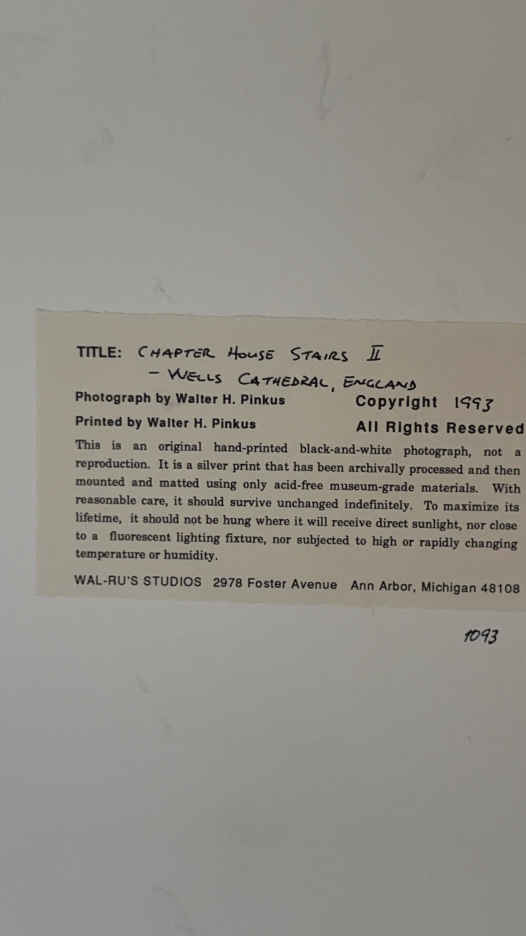 TITLE: CHAPTER HOUSE STAIRS II
– WELLS CATHEDRAL, ENGLAND
Photograph by Walter H. Pinkus Copyright 1993
Printed by Walter H. Pinkus All Rights Reserved
This is an original hand-printed black-and-white photograph, not a
reproduction. It is a silver print that has been archivally processed and then
mounted and matted using only acid-free museum-grade materials. With
reasonable care, it should survive unchanged indefinitely. To maximize its
lifetime, it should not be hung where it will receive direct sunlight, nor close
to a fluorescent lighting fixture, nor subjected to high or rapidly changing
temperature or humidity.
WAL-RU'S STUDIOS 2978 Foster Avenue Ann Arbor, Michigan 48108
1093